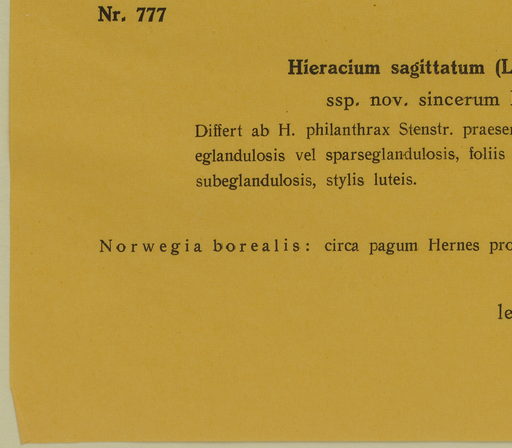 Nr. 777
Hieracium sagittatum (L
ssp. nov. sincerum
Differt ab H. philanthrax Stenstr. praeser
eglandulosis vel sparseglandulosis, foliis
subeglandulosis, stylis luteis.
Norwegia borealis: circa pagum Hernes pro
le